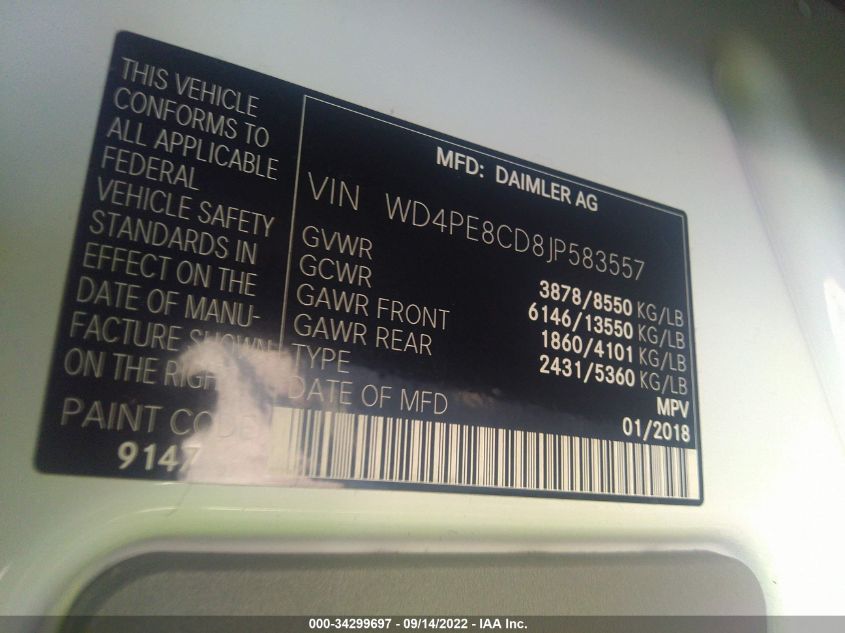 THIS VEHICLE
CONFORMS TO
ALL APPLICABLE
FEDERAL
VEHICLE SAFETY
STANDARDS IN
EFFECT ON THE
DATE OF MANU-
FACTURE SHOWN
ON THE RIGHT
PAINT CODE
9147
MFD: DAIMLER AG
VIN WD4PE8CD8JP583557
GVWR 3878/8550 KG/LB
GCWR 6146/13550 KG/LB
GAWR FRONT 1860/4101 KG/LB
GAWR REAR 2431/5360 KG/LB
TYPE MPV
DATE OF MFD 01/2018
000-34299697 - 09/14/2022 - IAA Inc.